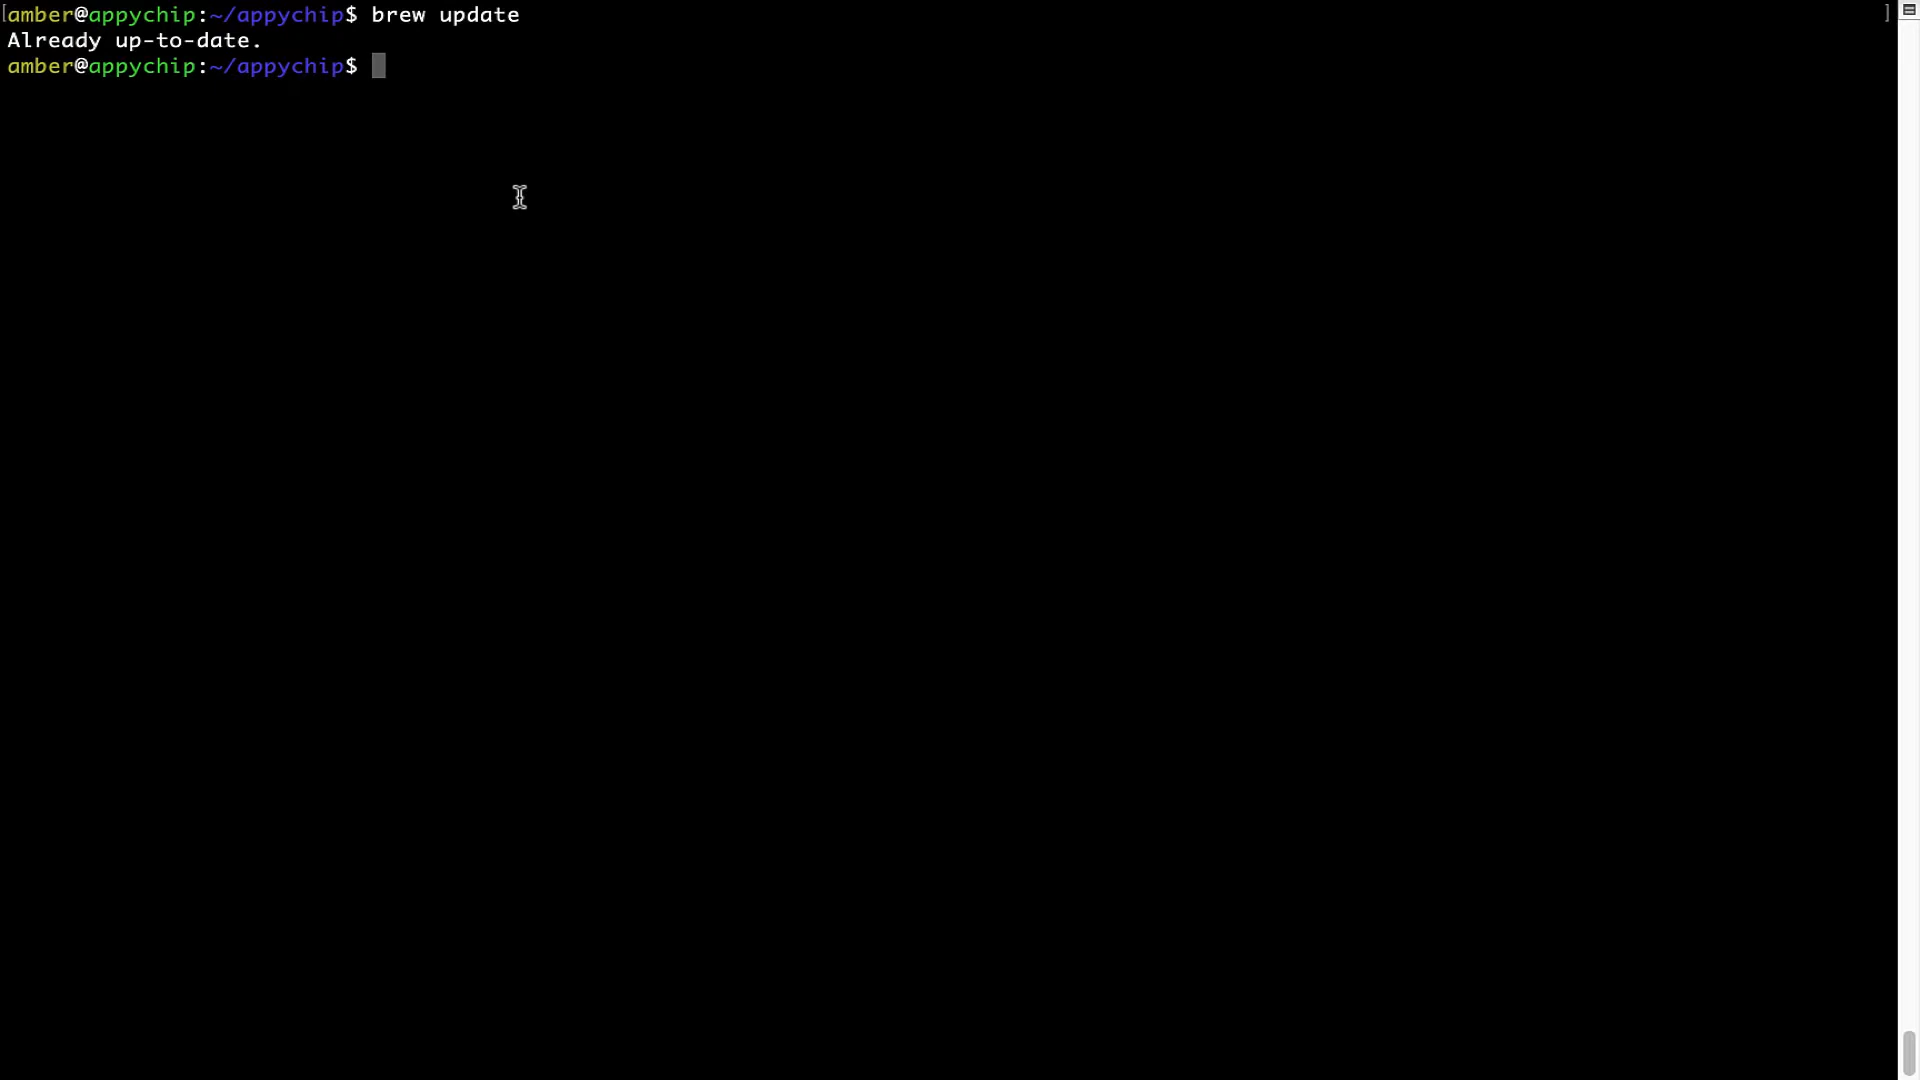 [amber@appychip:~/appychip$ brew update ]
Already up-to-date.
amber@appychip:~/appychip$